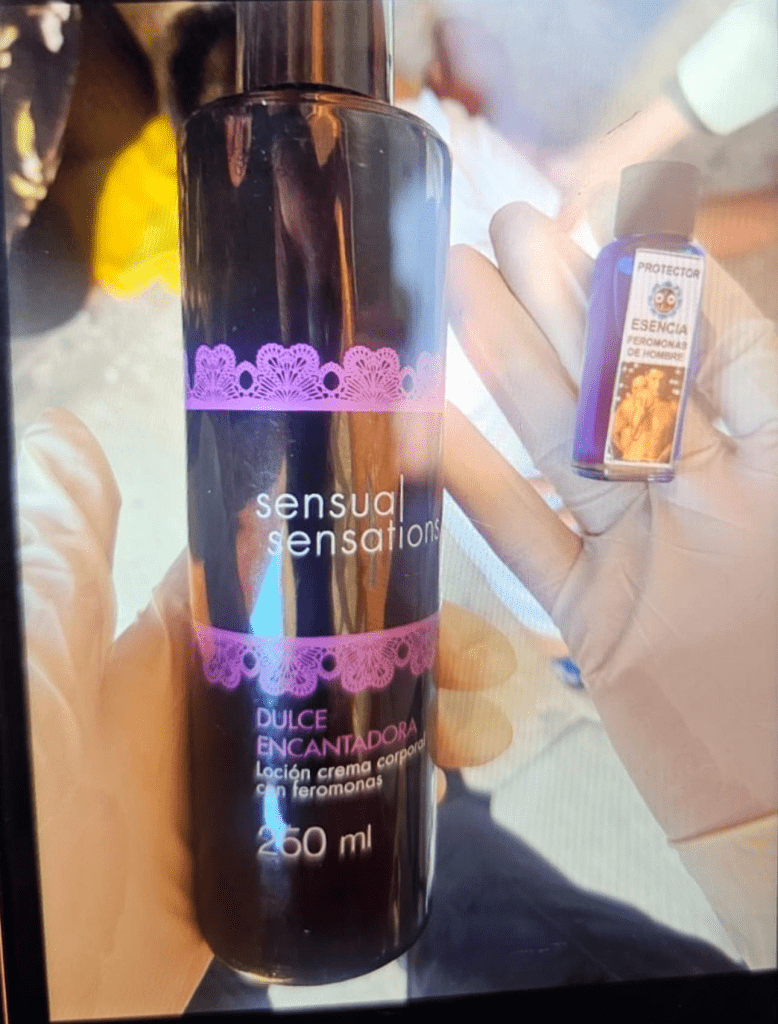 sensual
sensations
DULCE
ENCANTADORA
Loción crema corporal
con feromonas
250 ml
PROTECTOR
ESENCIA
FEROMONAS
DE HOMBRE